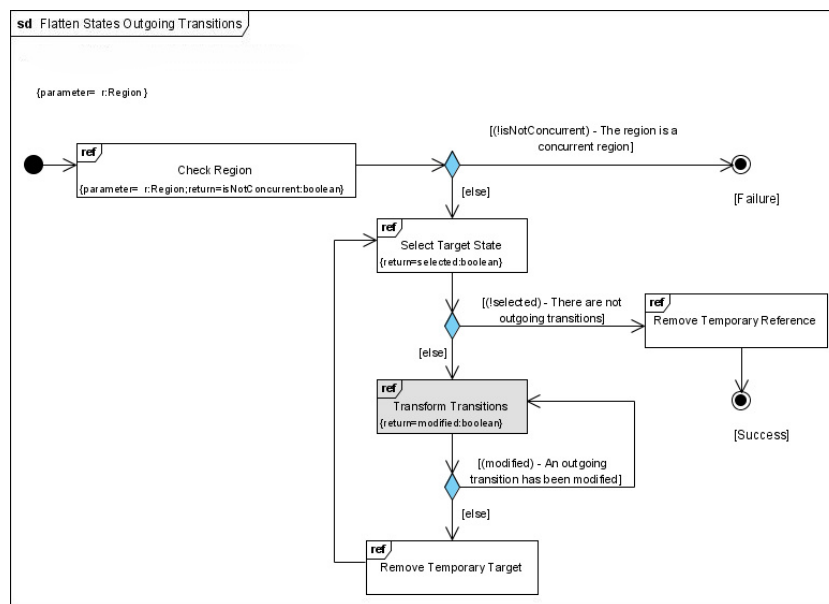 sd Flatten States Outgoing Transitions
{parameter= r:Region }
[(!isNotConcurrent) - The region is a
concurrent region]
ref
Check Region
{parameter= r:Region;return=isNotConcurrent:boolean}
[Failure]
[else]
ref
Select Target State
{return=selected:boolean}
[(!selected) - There are not
outgoing transitions]
ref
Remove Temporary Reference
[else]
ref
Transform Transitions
{return=modified:boolean}
[Success]
[(modified) - An outgoing
transition has been modified]
[else]
ref
Remove Temporary Target